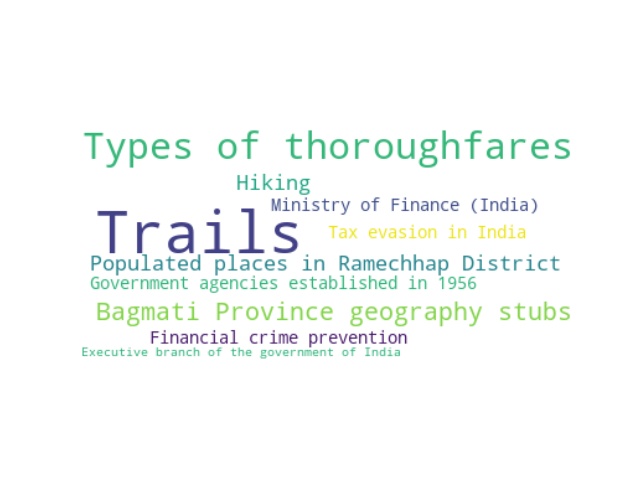 Types of thoroughfares
Hiking
Ministry of Finance (India)
Trails
Tax evasion in India
Populated places in Ramechhap District
Government agencies established in 1956
Bagmati Province geography stubs
Financial crime prevention
Executive branch of the government of India